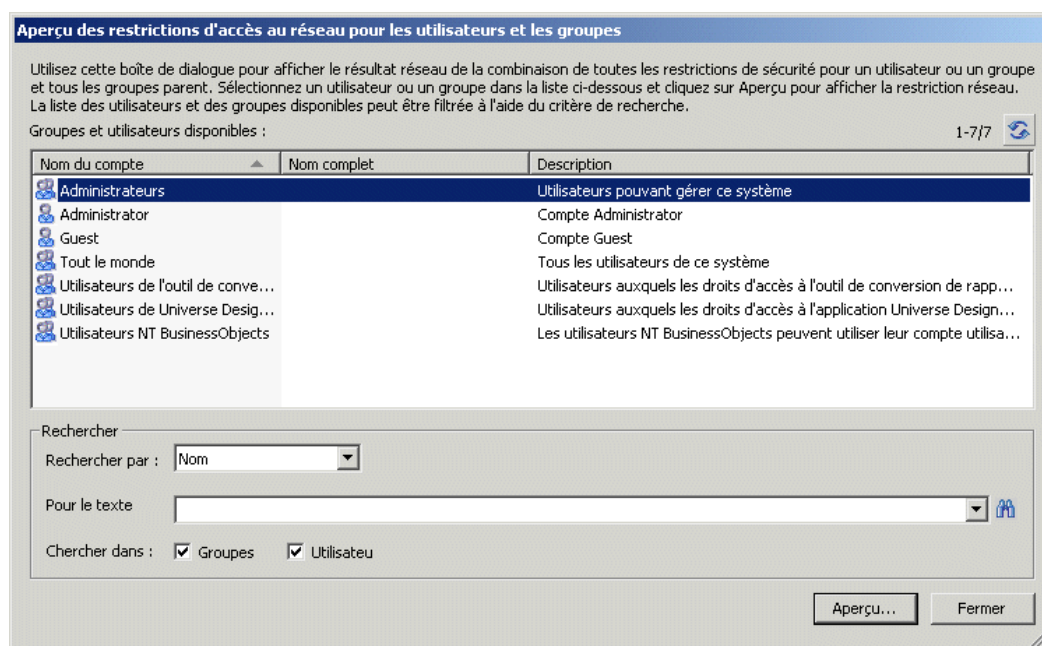 Aperçu des restrictions d'accès au réseau pour les utilisateurs et les groupes
Utilisez cette boîte de dialogue pour afficher le résultat réseau de la combinaison de toutes les restrictions de sécurité pour un utilisateur ou un groupe
et tous les groupes parent. Sélectionnez un utilisateur ou un groupe dans la liste ci-dessous et cliquez sur Aperçu pour afficher la restriction réseau.
La liste des utilisateurs et des groupes disponibles peut être filtrée à l'aide du critère de recherche.
Groupes et utilisateurs disponibles : 1-7/7
Nom du compte Nom complet Description
Administrateurs Utilisateurs pouvant gérer ce système
Administrator Compte Administrator
Guest Compte Guest
Tout le monde Tous les utilisateurs de ce système
Utilisateurs de l'outil de conve... Utilisateurs auxquels les droits d'accès à l'outil de conversion de rapp...
Utilisateurs de Universe Desig... Utilisateurs auxquels les droits d'accès à l'application Universe Design...
Utilisateurs NT BusinessObjects Les utilisateurs NT BusinessObjects peuvent utiliser leur compte utilisa...
Rechercher
Rechercher par : Nom
Pour le texte
Chercher dans : Groupes Utilisateu
Aperçu... Fermer